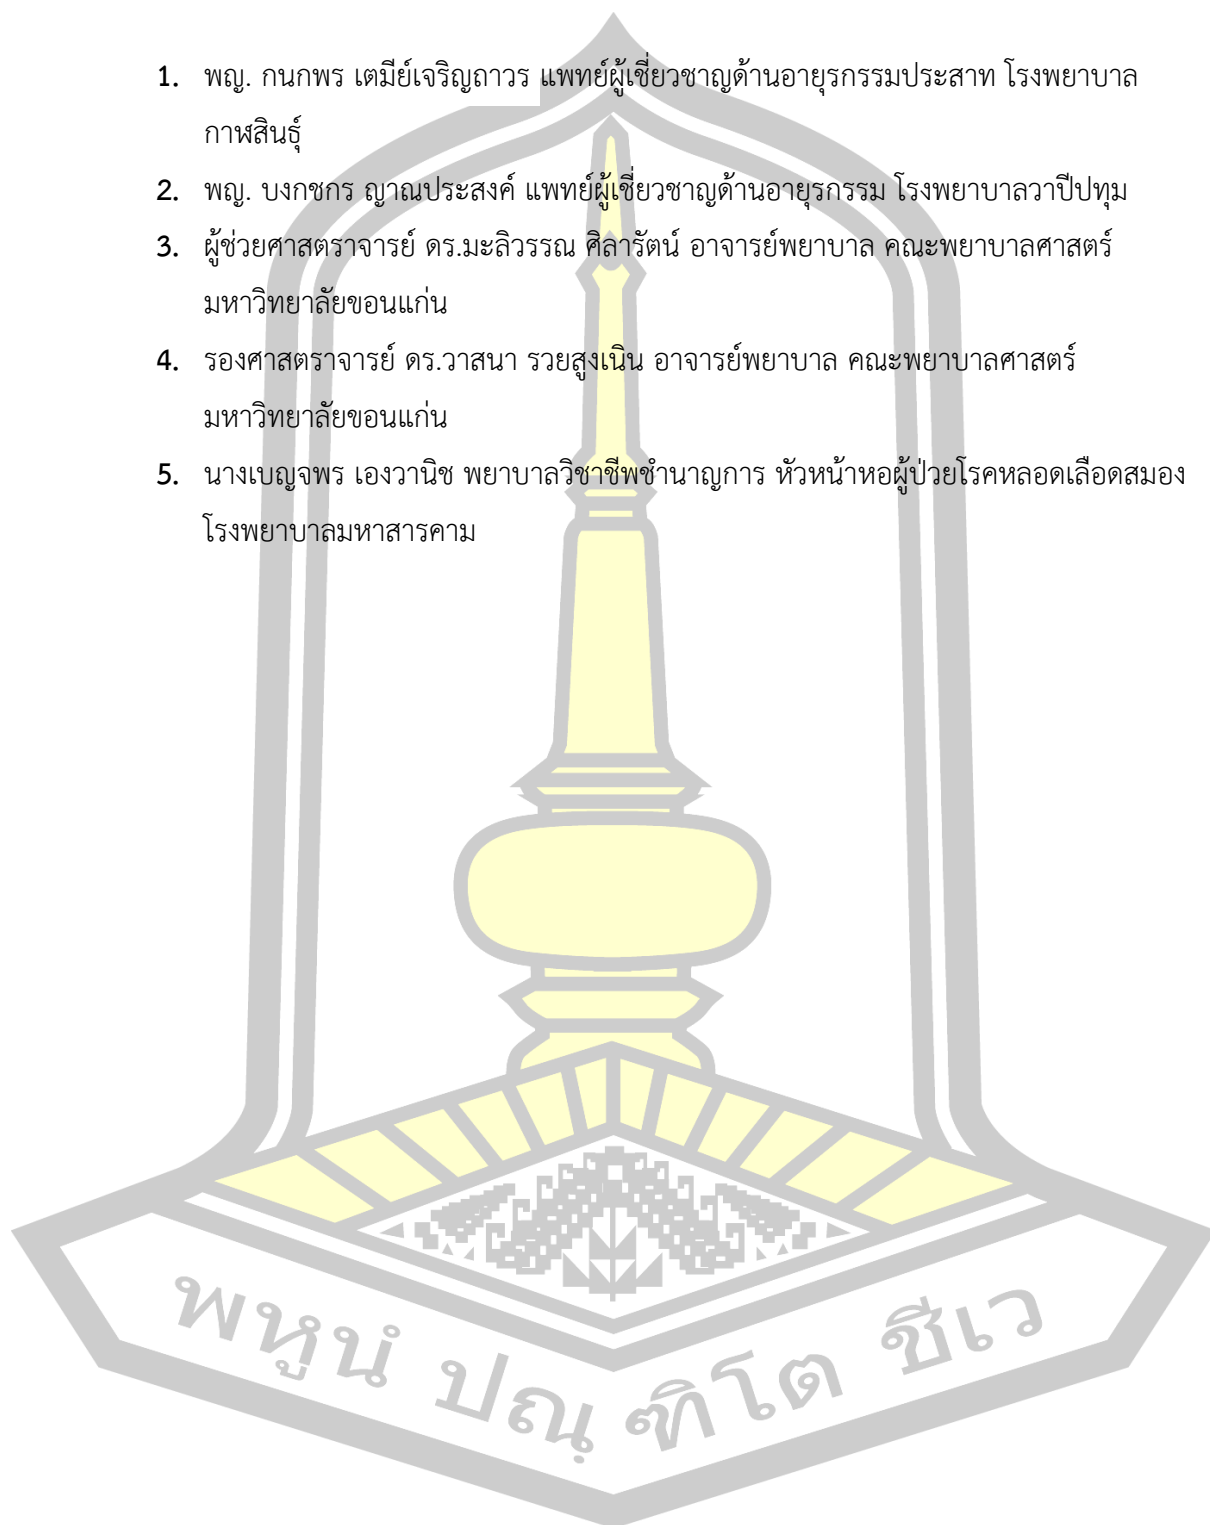 1. พญ. กนกพร เตมีย์เจริญถาวร แพทย์ผู้เชี่ยวชาญด้านอายุรกรรมประสาท โรงพยาบาล
กาฬสินธุ์
2. พญ. บงกชกร ญาณประสงค์ แพทย์ผู้เชี่ยวชาญด้านอายุรกรรม โรงพยาบาลวาปีปทุม
3. ผู้ช่วยศาสตราจารย์ ดร.มะลิวรรณ ศิลารัตน์ อาจารย์พยาบาล คณะพยาบาลศาสตร์
มหาวิทยาลัยขอนแก่น
4. รองศาสตราจารย์ ดร.วาสนา รวยสูงเนิน อาจารย์พยาบาล คณะพยาบาลศาสตร์
มหาวิทยาลัยขอนแก่น
5. นางเบญจพร เองวานิช พยาบาลวิชาชีพชำนาญการ หัวหน้าหอผู้ป่วยโรคหลอดเลือดสมอง
โรงพยาบาลมหาสารคาม
พหูนํ ปณฺฑิโต ชีเว